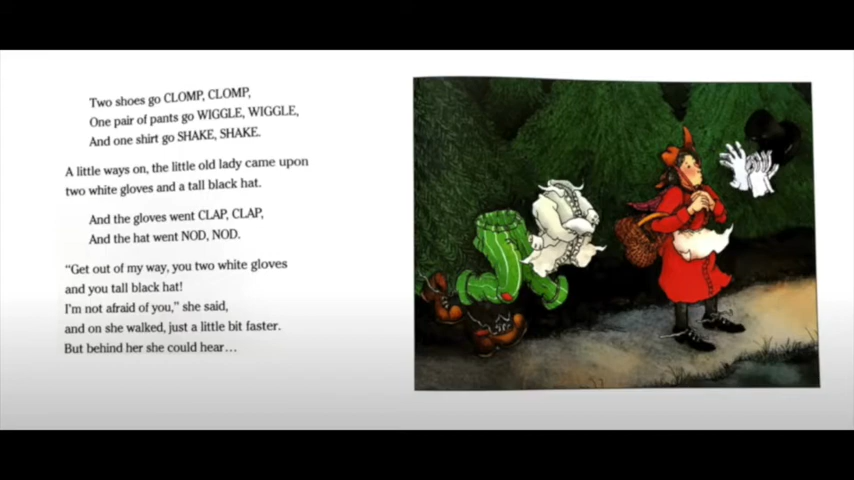 Two shoes go CLOMP, CLOMP,
One pair of pants go WIGGLE, WIGGLE,
And one shirt go SHAKE, SHAKE.
A little ways on, the little old lady came upon
two white gloves and a tall black hat.
And the gloves went CLAP, CLAP,
And the hat went NOD, NOD.
“Get out of my way, you two white gloves
and you tall black hat!
I'm not afraid of you,” she said,
and on she walked, just a little bit faster.
But behind her she could hear…